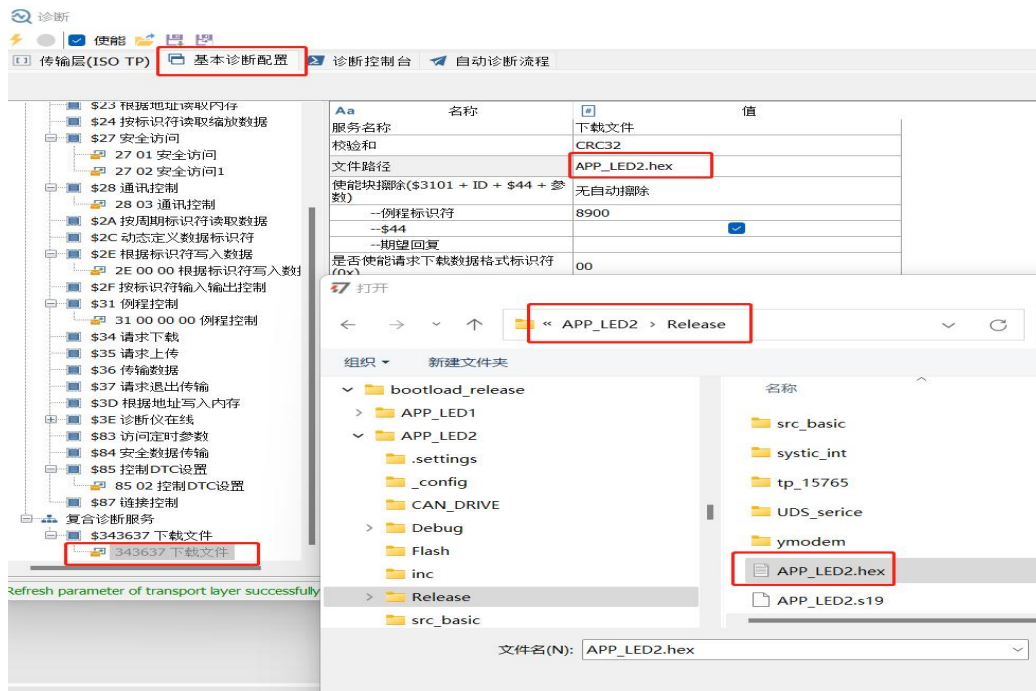 诊断
使能
传输层(ISO TP) 基本诊断配置 诊断控制台 自动诊断流程
$23 根据地址读取内存
$24 按标识符读取缩放数据
$27 安全访问
27 01 安全访问
27 02 安全访问1
$28 通讯控制
28 03 通讯控制
$2A 按周期标识符读取数据
$2C 动态定义数据标识符
$2E 根据标识符写入数据
2E 00 00 根据标识符写入数据
$2F 按标识符输入输出控制
$31 例程控制
31 00 00 00 例程控制
$34 请求下载
$35 请求上传
$36 传输数据
$37 请求退出传输
$3D 根据地址写入内存
$3E 诊断仪在线
$83 访问定时参数
$84 安全数据传输
$85 控制DTC设置
85 02 控制DTC设置
$87 链接控制
复合诊断服务
$343637 下载文件
343637 下载文件
Refresh parameter of transport layer successfully
Aa 名称 # 值
服务名称 下载文件
校验和 CRC32
文件路径 APP_LED2.hex
使能块擦除($3101 + ID + $44 + 参
数) 无自动擦除
--例程标识符 8900
--$44
--期望回复
是否使能请求下载数据格式标识符
(0x) 00
打开
« APP_LED2 > Release
组织 新建文件夹
bootload_release
APP_LED1
APP_LED2
.settings
_config
CAN_DRIVE
Debug
Flash
inc
Release
src_basic
名称
src_basic
systic_int
tp_15765
UDS_serice
ymodem
APP_LED2.hex
APP_LED2.s19
文件名(N): APP_LED2.hex